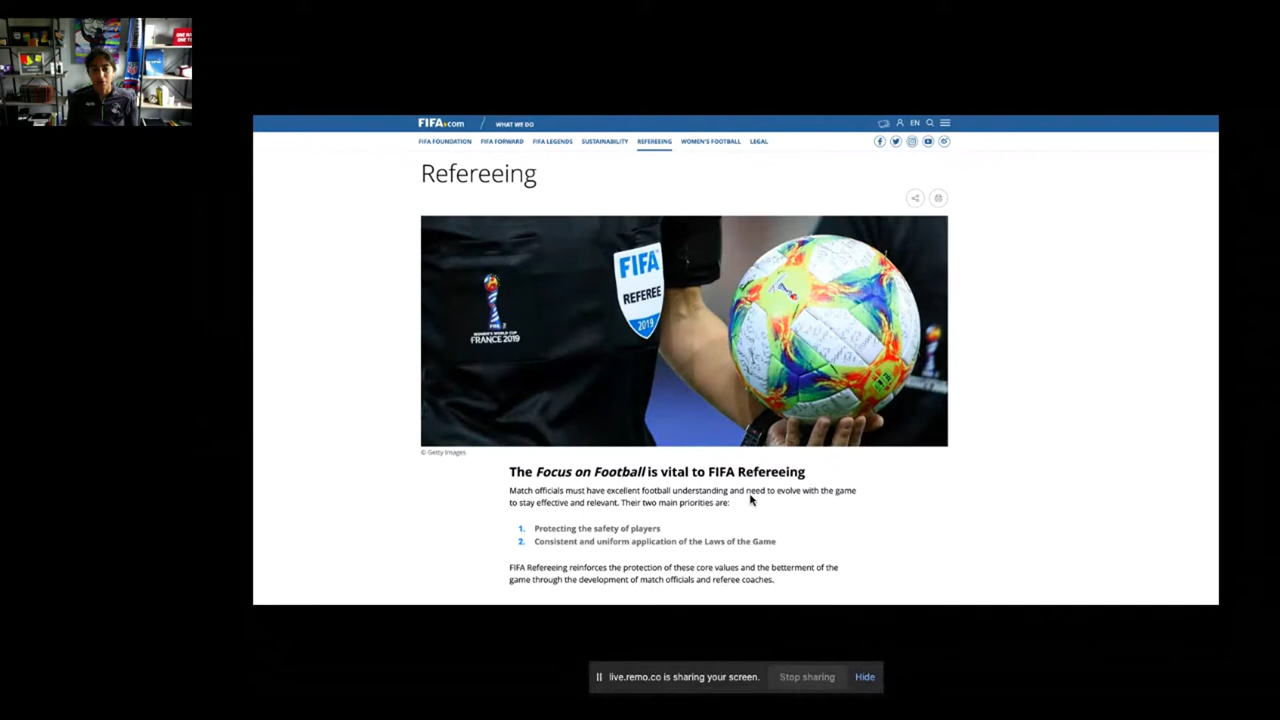 FIFA.com / WHAT WE DO EN
FIFA FOUNDATION FIFA FORWARD FIFA LEGENDS SUSTAINABILITY REFEREEING WOMEN'S FOOTBALL LEGAL
Refereeing
FIFA
REFEREE
2019
FRANCE 2019
© Getty Images
The Focus on Football is vital to FIFA Refereeing
Match officials must have excellent football understanding and need to evolve with the game
to stay effective and relevant. Their two main priorities are:
1. Protecting the safety of players
2. Consistent and uniform application of the Laws of the Game
FIFA Refereeing reinforces the protection of these core values and the betterment of the
game through the development of match officials and referee coaches.
live.remo.co is sharing your screen. Stop sharing Hide